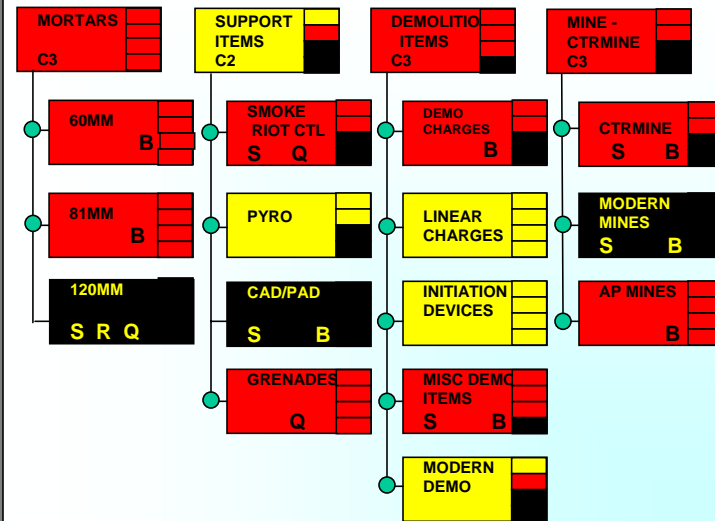 MORTARS
C3
60MM
B
81MM
B
120MM
S R Q
SUPPORT
ITEMS
C2
SMOKE
RIOT CTL
S Q
PYRO
CAD/PAD
S B
GRENADES
Q
DEMOLITIO
ITEMS
C3
DEMO
CHARGES
B
LINEAR
CHARGES
INITIATION
DEVICES
MISC DEMO
ITEMS
S B
MODERN
DEMO
MINE -
CTRMINE
C3
CTRMINE
S B
MODERN
MINES
S B
AP MINES
B